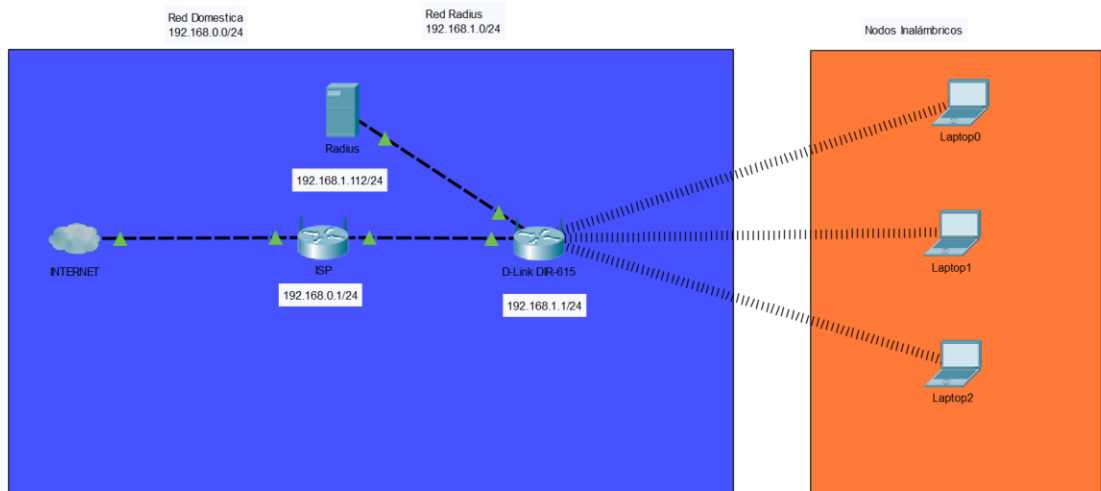 Red Domestica
192.168.0.0/24
Red Radius
192.168.1.0/24
Nodos Inalámbricos
Radius
192.168.1.112/24
INTERNET
ISP
192.168.0.1/24
D-Link DIR-615
192.168.1.1/24
Laptop0
Laptop1
Laptop2